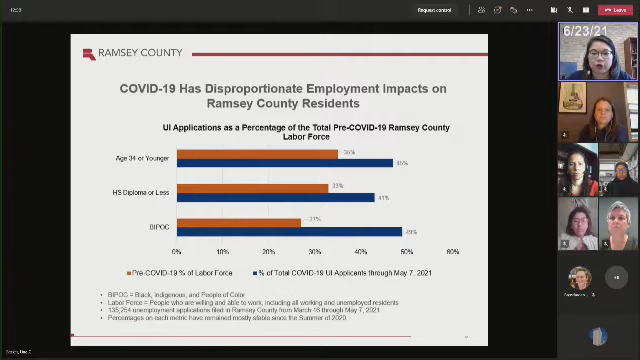 12:38
Request control
Leave
6/23/21
RAMSEY COUNTY
COVID-19 Has Disproportionate Employment Impacts on
Ramsey County Residents
UI Applications as a Percentage of the Total Pre-COVID-19 Ramsey County
Labor Force
Age 34 or Younger
HS Diploma or Less
33%
BIPOC
49%
0%
10%
20%
30%
40%
50%
60%
Pre-COVID-19 % of Labor Force
% of Total COVID-19 UI Applicants through May 7, 2021
• BIPOC = Black, Indigenous, and People of Color
• Labor Force = People who are willing and able to work, including all working and unemployed residents
• 135,254 unemployment applications filed in Ramsey County from March 16 through May 7, 2021
• Percentages on each metric have remained mostly stable since the Summer of 2020